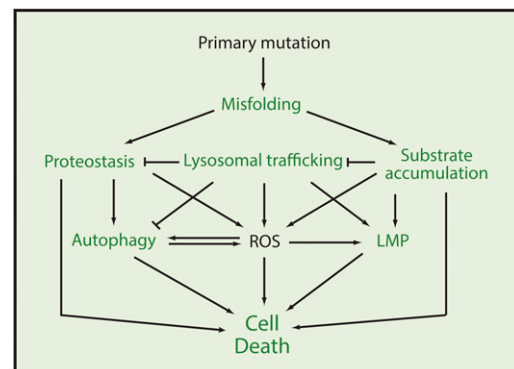 Primary mutation
Misfolding
Proteostasis
Lysosomal trafficking
Substrate
accumulation
Autophagy
ROS
LMP
Cell
Death